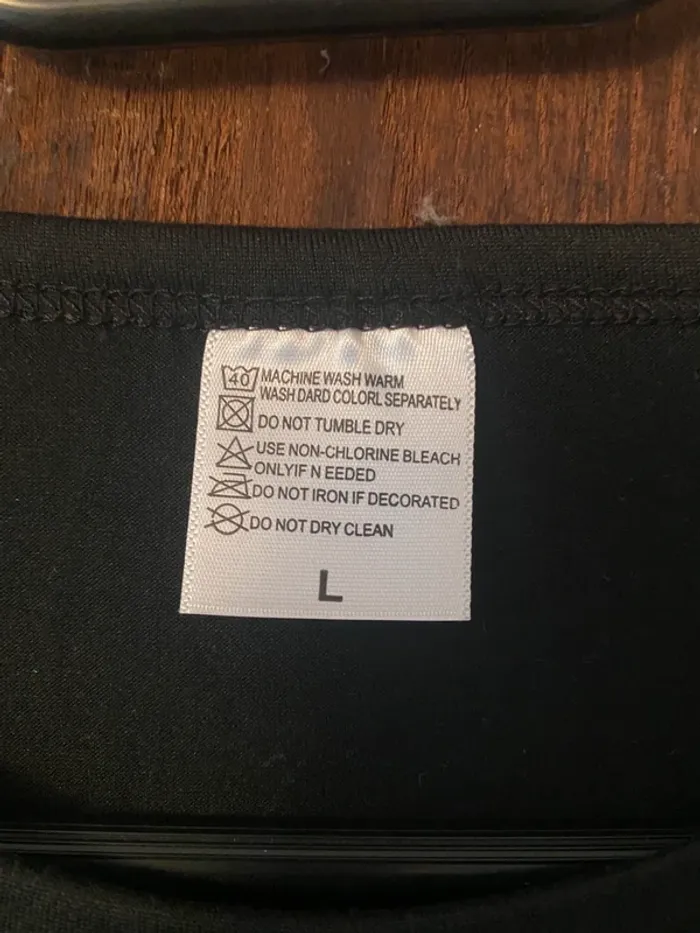 40 MACHINE WASH WARM
WASH DARD COLORL SEPARATELY
DO NOT TUMBLE DRY
USE NON-CHLORINE BLEACH
ONLYIF N EEDED
DO NOT IRON IF DECORATED
DO NOT DRY CLEAN
L